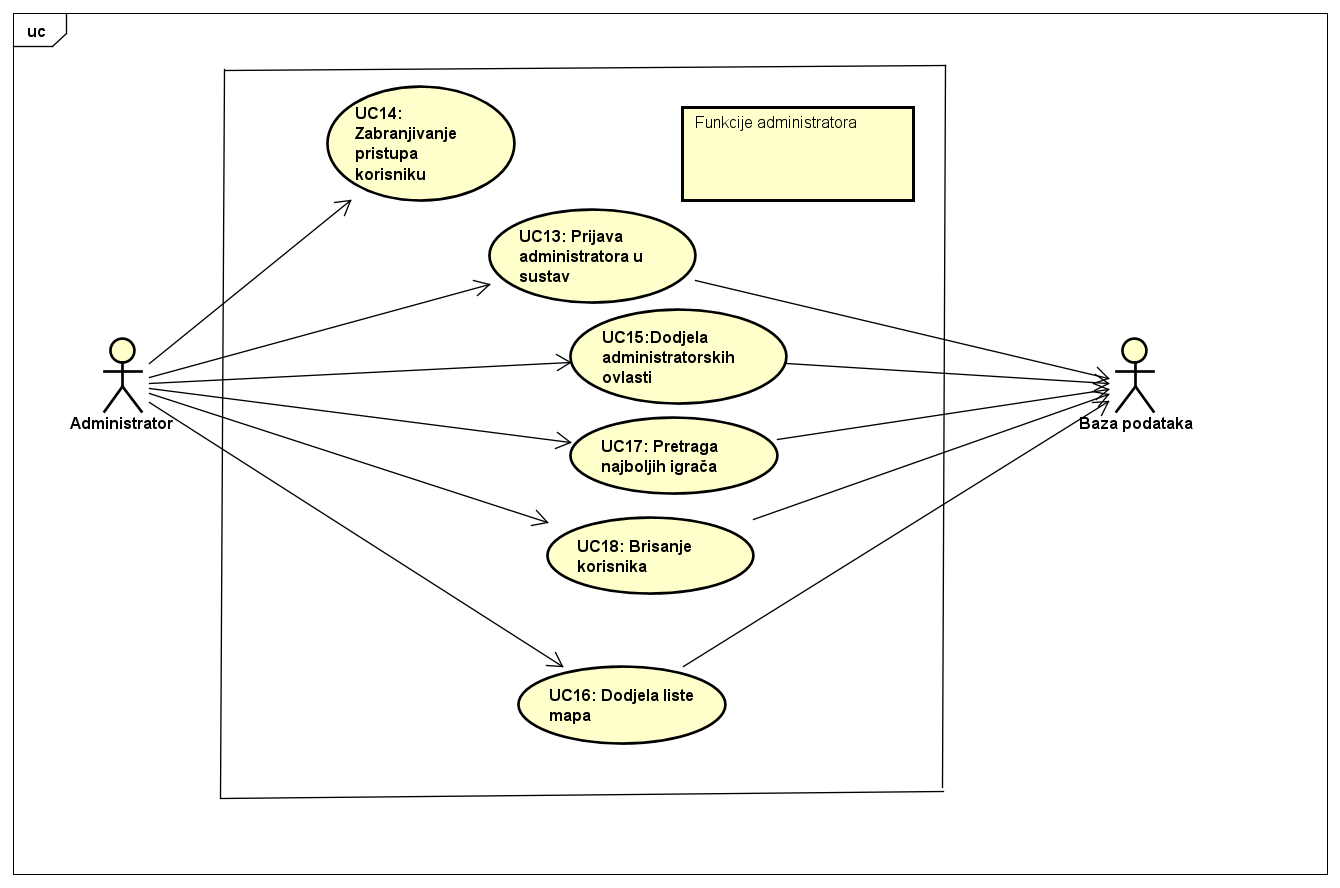 uc
UC14:
Zabranjivanje
pristupa
korisniku
Funkcije administratora
UC13: Prijava
administratora u
sustav
UC15:Dodjela
administratorskih
ovlasti
Administrator
Baza podataka
UC17: Pretraga
najboljih igrača
UC18: Brisanje
korisnika
UC16: Dodjela liste
mapa